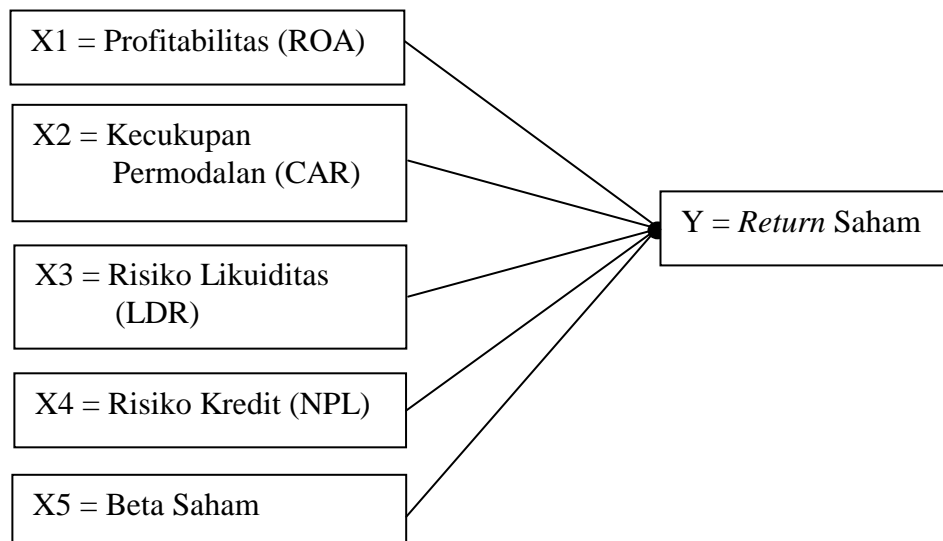 X1 = Profitabilitas (ROA)
X2 = Kecukupan
Permodalan (CAR)
X3 = Risiko Likuiditas
(LDR)
X4 = Risiko Kredit (NPL)
X5 = Beta Saham
Y = Return Saham